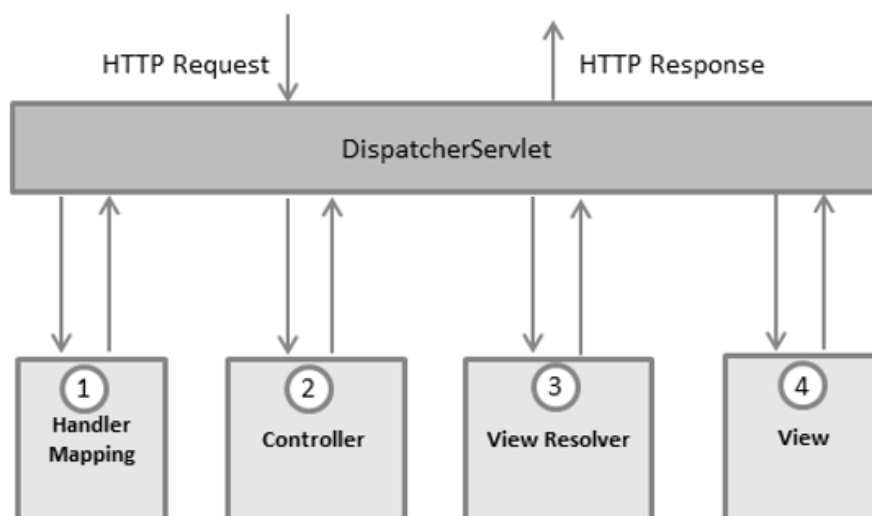 HTTP Request
HTTP Response
DispatcherServlet
1
Handler
Mapping
2
Controller
3
View Resolver
4
View